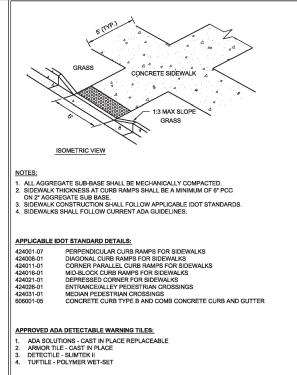 5' (TYP.)
GRASS
CONCRETE SIDEWALK
1:3 MAX SLOPE
GRASS
ISOMETRIC VIEW
NOTES:
1. ALL AGGREGATE SUB-BASE SHALL BE MECHANICALLY COMPACTED.
2. SIDEWALK THICKNESS AT CURB RAMPS SHALL BE A MINIMUM OF 6" PCC
ON 2" AGGREGATE SUB BASE.
3. SIDEWALK CONSTRUCTION SHALL FOLLOW APPLICABLE IDOT STANDARDS.
4. SIDEWALKS SHALL FOLLOW CURRENT ADA GUIDELINES.
APPLICABLE IDOT STANDARD DETAILS:
424001-07 PERPENDICULAR CURB RAMPS FOR SIDEWALKS
424006-01 DIAGONAL CURB RAMPS FOR SIDEWALKS
424011-01 CORNER PARALLEL CURB RAMPS FOR SIDEWALKS
424016-01 MID-BLOCK CURB RAMPS FOR SIDEWALKS
424021-01 DEPRESSED CORNER FOR SIDEWALKS
424026-01 ENTRANCE/ALLEY PEDESTRIAN CROSSINGS
424031-01 MEDIAN PEDESTRIAN CROSSINGS
606001-05 CONCRETE CURB TYPE B AND COMB CONCRETE CURB AND GUTTER
APPROVED ADA DETECTABLE WARNING TILES:
1. ADA SOLUTIONS - CAST IN PLACE REPLACEABLE
2. ARMOR TILE - CAST IN PLACE
3. DETECTILE - SLIMTEK II
4. TUFTILE - POLYMER WET-SET